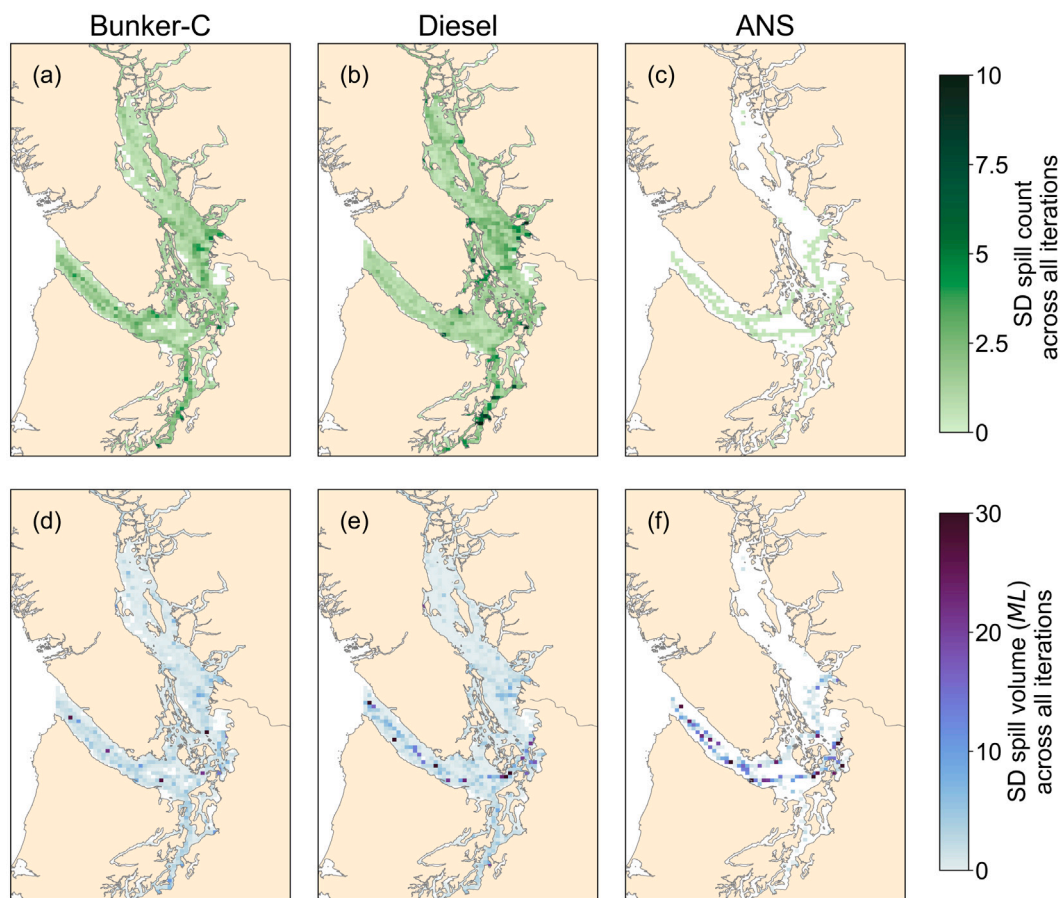 Bunker-C
Diesel
ANS
(a)
(b)
(c)
10
7.5
5
2.5
0
SD spill count
across all iterations
(d)
(e)
(f)
30
20
10
0
SD spill volume (ML)
across all iterations